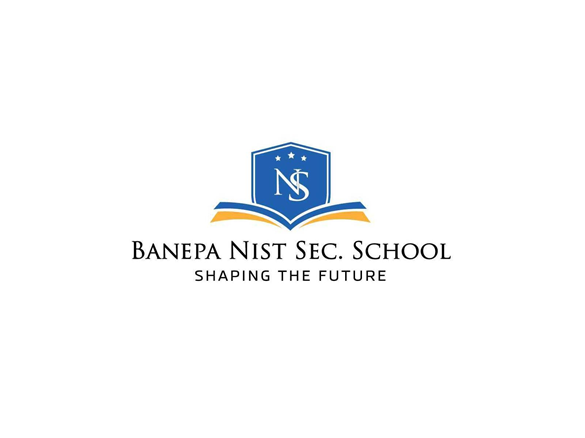 NS
BANEPA NIST SEC. SCHOOL
SHAPING THE FUTURE